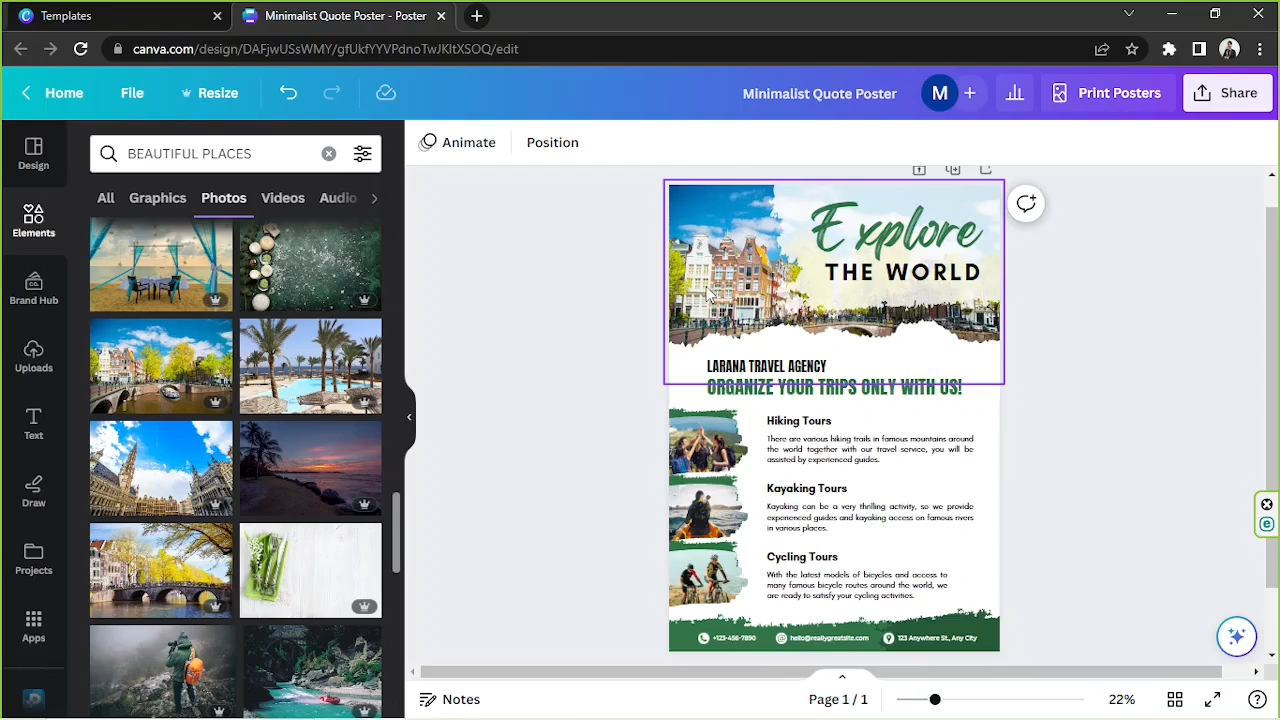 Templates
Minimalist Quote Poster - Poster
canva.com/design/DAFjwUSsWMY/gfUkfYYVPdnoTwJKltXSOQ/edit
Home
File
Resize
Minimalist Quote Poster
M
Print Posters
Share
Design
Elements
Brand Hub
Uploads
Text
Draw
Projects
Apps
BEAUTIFUL PLACES
All
Graphics
Photos
Videos
Audio
Animate
Position
Explore
THE WORLD
LARANA TRAVEL AGENCY
ORGANIZE YOUR TRIPS ONLY WITH US!
Hiking Tours
There are various hiking trails in famous mountains around
the world together with our travel service, you will be
assisted by experienced guides.
Kayaking Tours
Kayaking can be a very thrilling activity, so we provide
experienced guides and kayaking access on famous rivers
in various places.
Cycling Tours
With the latest models of bicycles and access to
many famous bicycle routes around the world, we
are ready to satisfy your cycling activities.
+123-456-7890
hello@reallygreatsite.com
123 Anywhere St., Any City
Notes
Page 1 / 1
22%